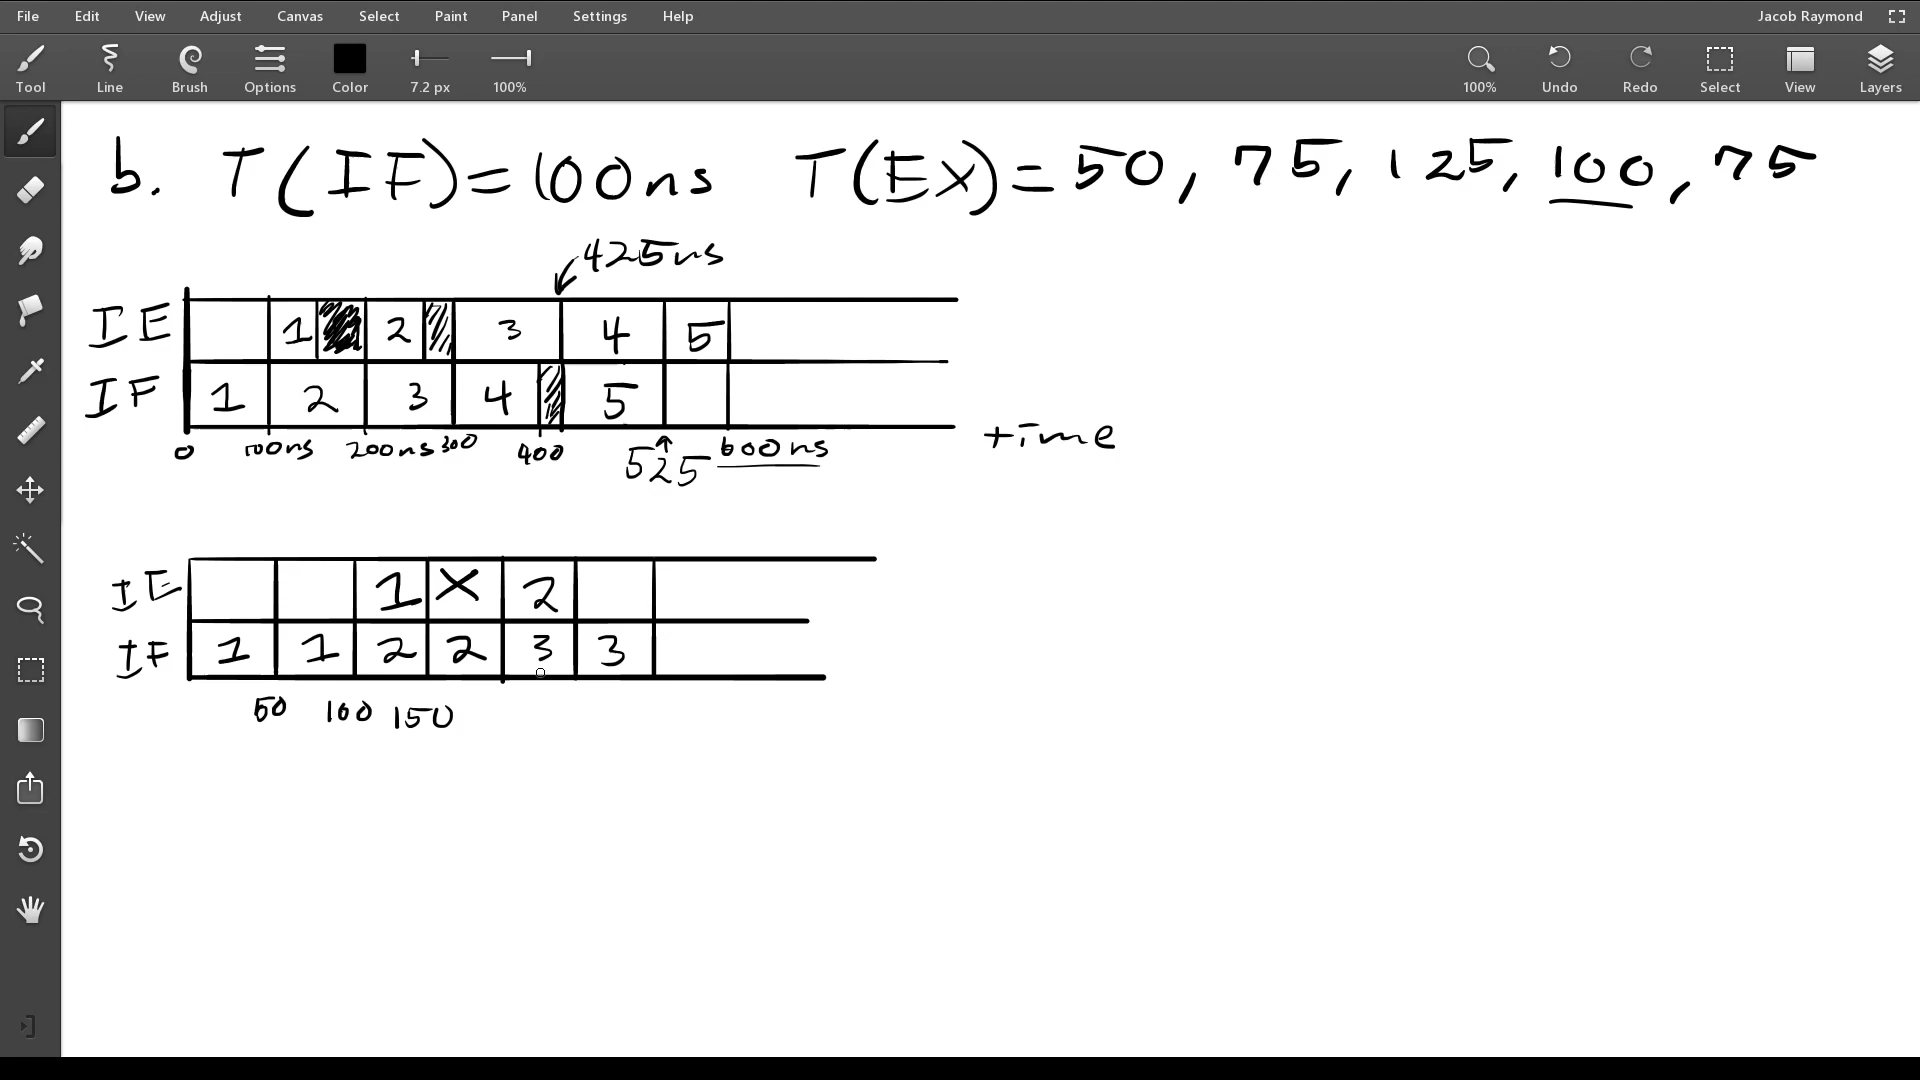 File Edit View Adjust Canvas Select Paint Panel Settings Help Jacob Raymond
Tool Line Brush Options Color 7.2 px 100% 100% Undo Redo Select View Layers
b. T(IF)=100ns T(EX)=50, 75, 125, 100, 75
425ns
IE 1 2 3 4 5
IF 1 2 3 4 5
0 100ns 200ns 300 400 525 600ns time
IE 1 X 2
IF 1 1 2 2 3 3
50 100 150